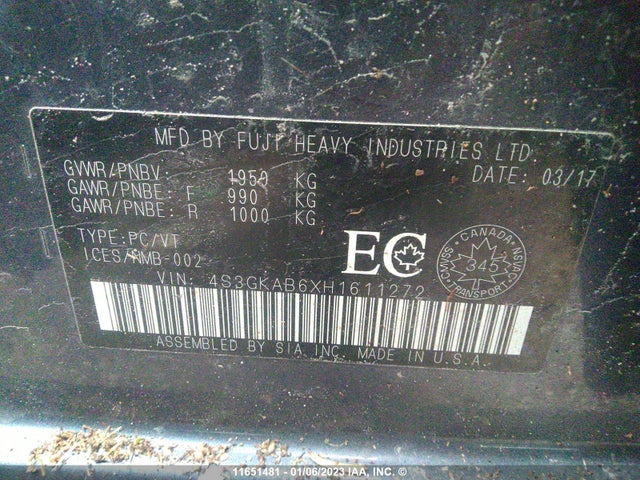 MFD BY FUJI HEAVY INDUSTRIES LTD.
GVWR/PNBV : 1950 KG DATE: 03/17
GAWR/PNBE: F 990 KG
GAWR/PNBE: R 1000 KG
TYPE:PC/VT
ICES/NMB-002
EC
CANADA
NSVA
TRANSPORT
NSVAC
345
VIN: 4S3GKAB6XH1611272
ASSEMBLED BY SIA, INC. MADE IN U.S.A.
11651481 - 01/06/2023 IAA, INC. ©